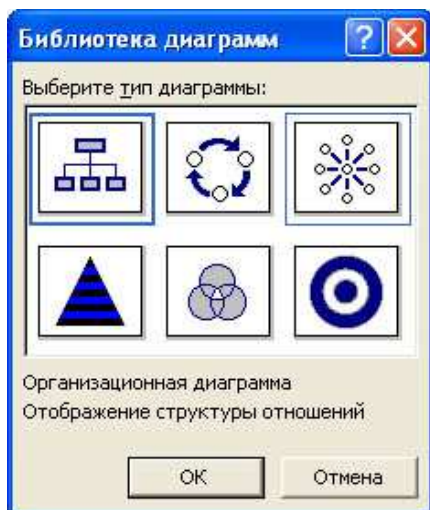 Библиотека диаграмм
Выберите тип диаграммы:
Организационная диаграмма
Отображение структуры отношений
ОК
Отмена